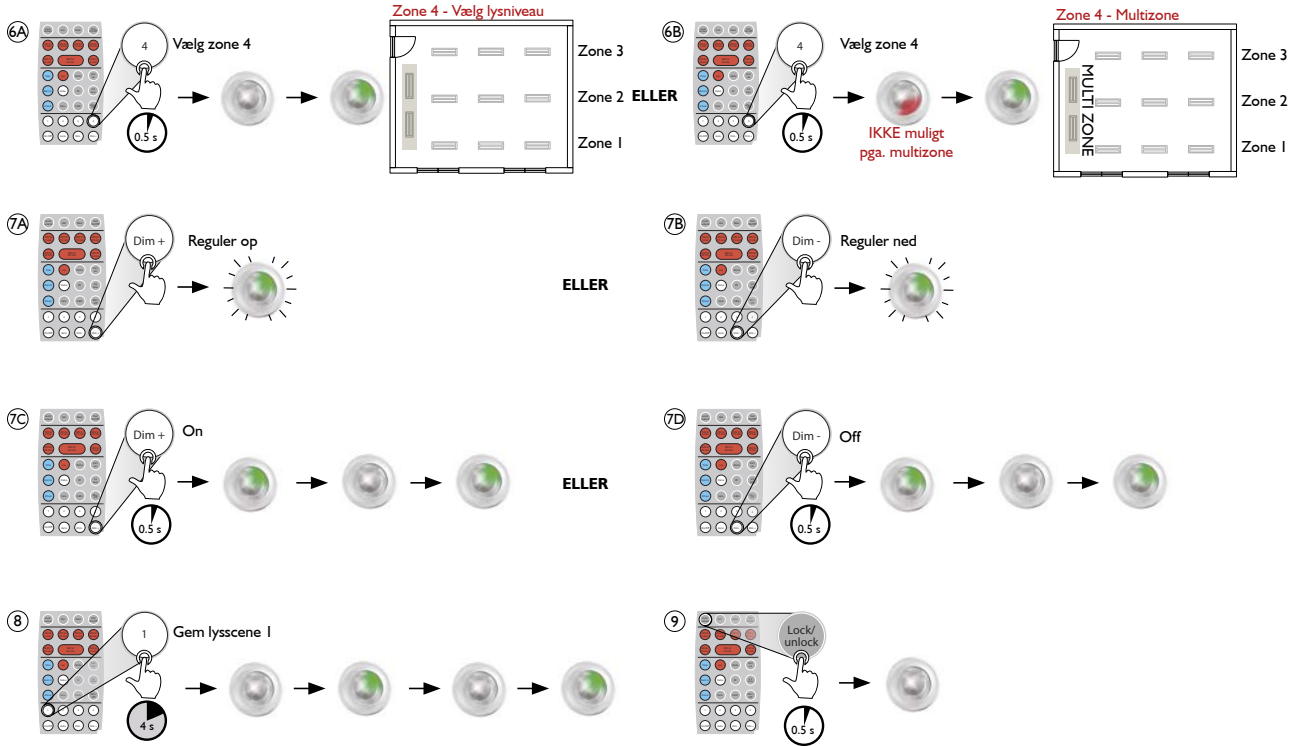 6A
4
Vælg zone 4
0.5 s
Zone 4 - Vælg lysniveau
Zone 3
Zone 2
Zone 1
ELLER
6B
4
Vælg zone 4
0.5 s
IKKE muligt
pga. multizone
Zone 4 - Multizone
MULTI ZONE
Zone 3
Zone 2
Zone 1
7A
Dim +
Reguler op
ELLER
7B
Dim -
Reguler ned
7C
Dim +
On
0.5 s
ELLER
7D
Dim -
Off
0.5 s
8
1
Gem lysscene 1
4 s
9
Lock/
unlock
0.5 s